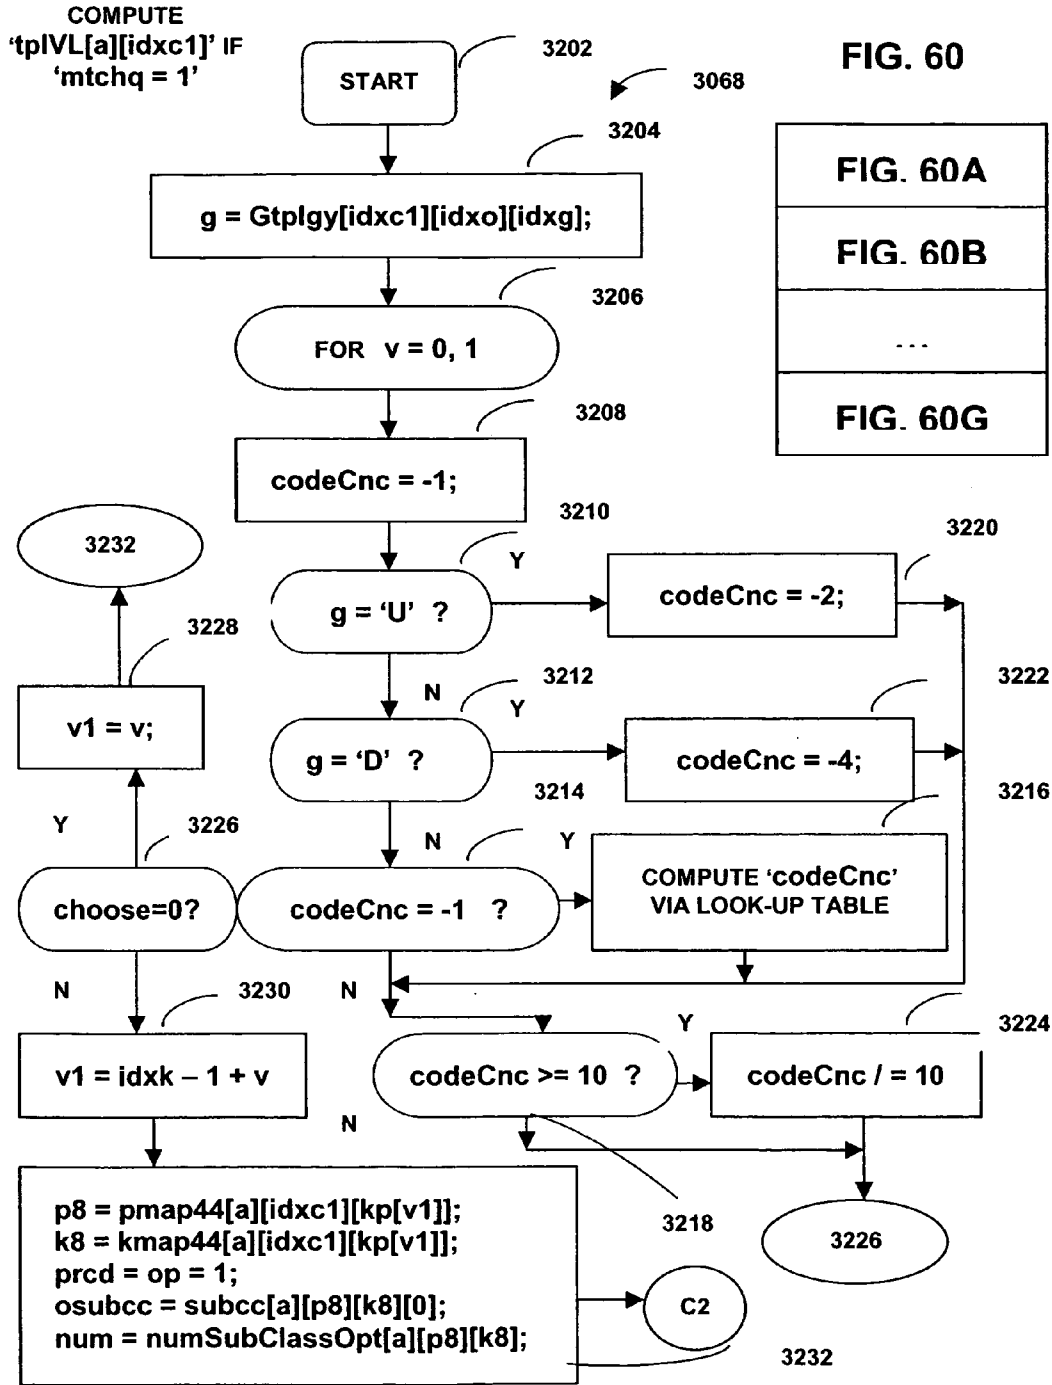 COMPUTE
'tplVL[a][idxc1]' IF
'mtchq = 1'
START
3202
3068
FIG. 60
FIG. 60A
FIG. 60B
...
FIG. 60G
3204
g = Gtplgy[idxc1][idxo][idxg];
3206
FOR v = 0, 1
3208
codeCnc = -1;
3210
3232
g = 'U' ?
Y
codeCnc = -2;
3220
3228
v1 = v;
N
3212
g = 'D' ?
Y
codeCnc = -4;
3222
3214
3216
Y
3226
N
Y
choose=0?
codeCnc = -1 ?
COMPUTE 'codeCnc'
VIA LOOK-UP TABLE
N
3230
N
v1 = idxk – 1 + v
codeCnc >= 10 ?
Y
codeCnc / = 10
3224
N
p8 = pmap44[a][idxc1][kp[v1]];
k8 = kmap44[a][idxc1][kp[v1]];
prcd = op = 1;
osubcc = subcc[a][p8][k8][0];
num = numSubClassOpt[a][p8][k8];
3218
3226
C2
3232